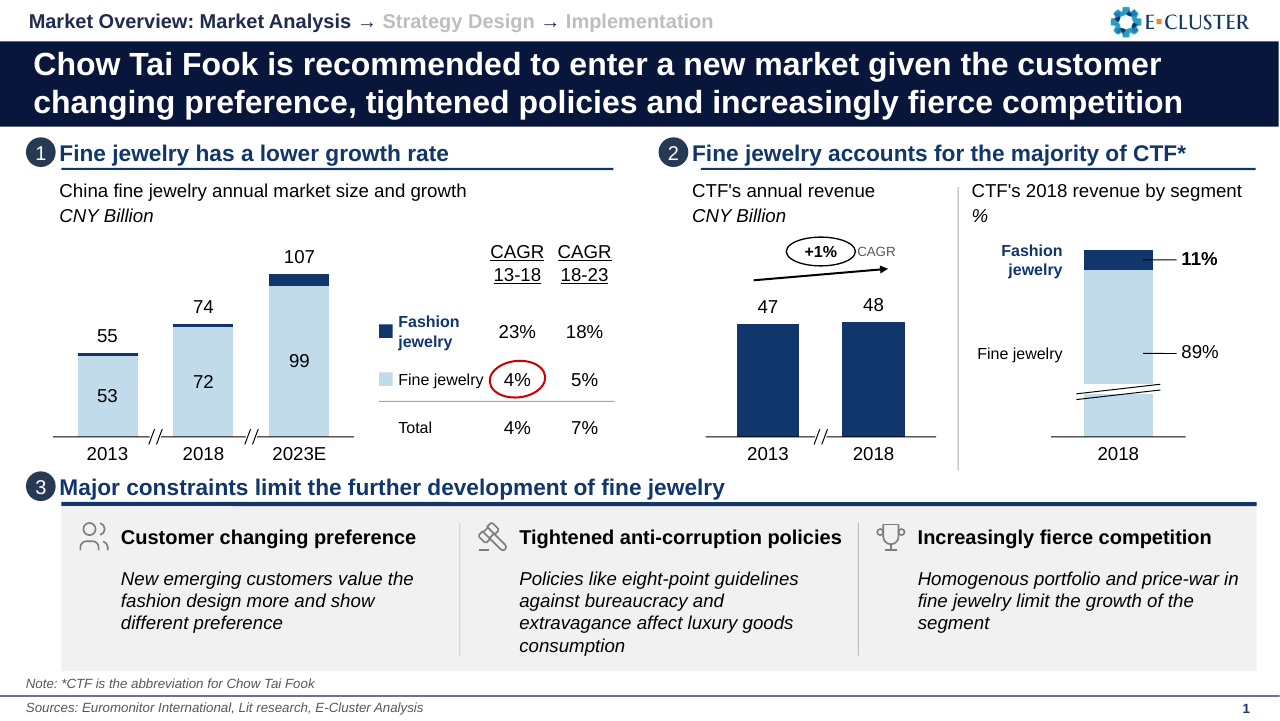 Market Overview: Market Analysis → Strategy Design → Implementation
E·CLUSTER
Chow Tai Fook is recommended to enter a new market given the customer
changing preference, tightened policies and increasingly fierce competition
1 Fine jewelry has a lower growth rate
China fine jewelry annual market size and growth
CNY Billion
55
53
2013
74
72
2018
107
99
2023E
CAGR CAGR
13-18 18-23
Fashion
jewelry 23% 18%
Fine jewelry 4% 5%
Total 4% 7%
2 Fine jewelry accounts for the majority of CTF*
CTF's annual revenue
CNY Billion
+1% CAGR
47 48
2013 2018
CTF's 2018 revenue by segment
%
Fashion
jewelry 11%
Fine jewelry 89%
2018
3 Major constraints limit the further development of fine jewelry
Customer changing preference
New emerging customers value the
fashion design more and show
different preference
Tightened anti-corruption policies
Policies like eight-point guidelines
against bureaucracy and
extravagance affect luxury goods
consumption
Increasingly fierce competition
Homogenous portfolio and price-war in
fine jewelry limit the growth of the
segment
Note: *CTF is the abbreviation for Chow Tai Fook
Sources: Euromonitor International, Lit research, E-Cluster Analysis
1